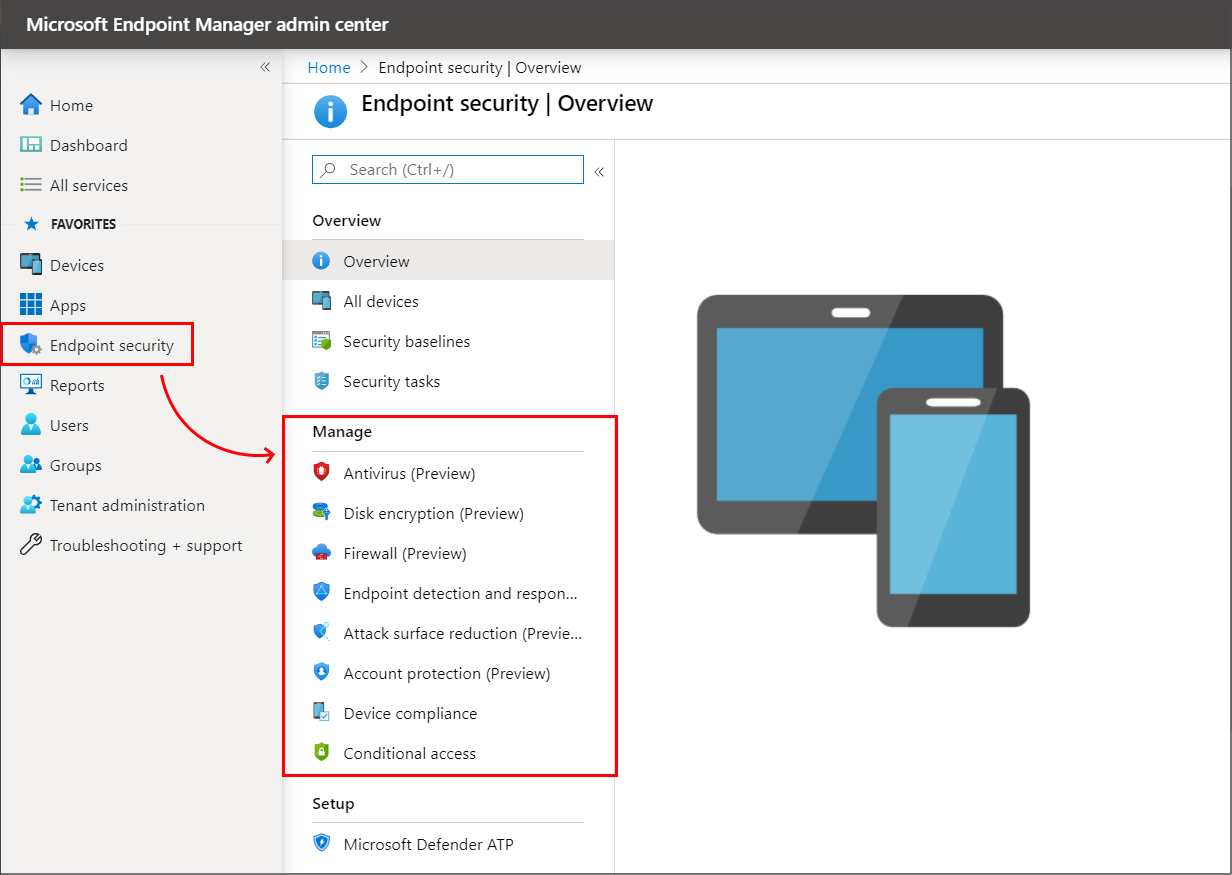 Microsoft Endpoint Manager admin center
«
Home
Dashboard
All services
FAVORITES
Devices
Apps
Endpoint security
Reports
Users
Groups
Tenant administration
Troubleshooting + support
Home > Endpoint security | Overview
Endpoint security | Overview
Search (Ctrl+/) «
Overview
Overview
All devices
Security baselines
Security tasks
Manage
Antivirus (Preview)
Disk encryption (Preview)
Firewall (Preview)
Endpoint detection and respon...
Attack surface reduction (Previe...
Account protection (Preview)
Device compliance
Conditional access
Setup
Microsoft Defender ATP